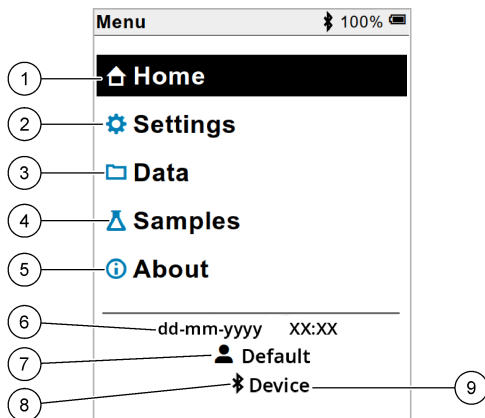 Menu 100%
1 Home
2 Settings
3 Data
4 Samples
5 About
6 dd-mm-yyyy XX:XX
7 Default
8 Device 9